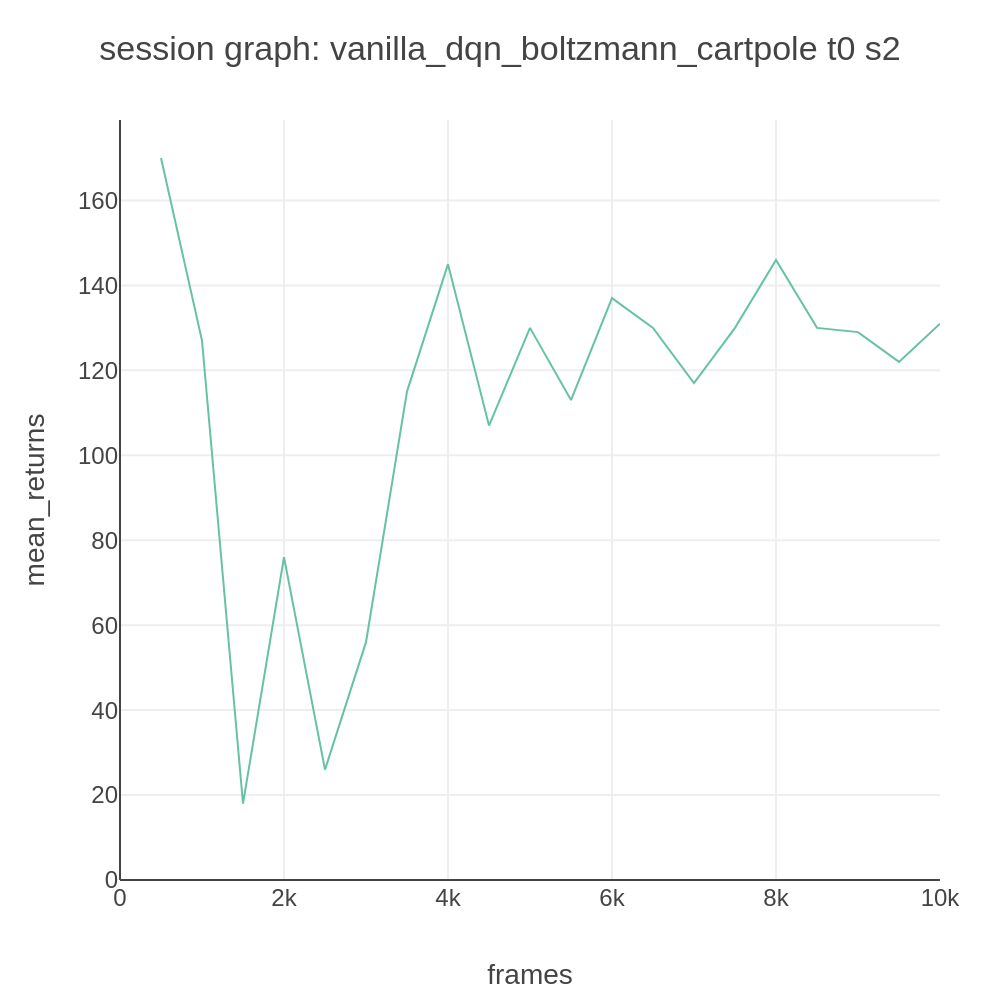 session graph: vanilla_dqn_boltzmann_cartpole t0 s2
mean_returns
160
140
120
100
80
60
40
20
0
0 2k 4k 6k 8k 10k
frames